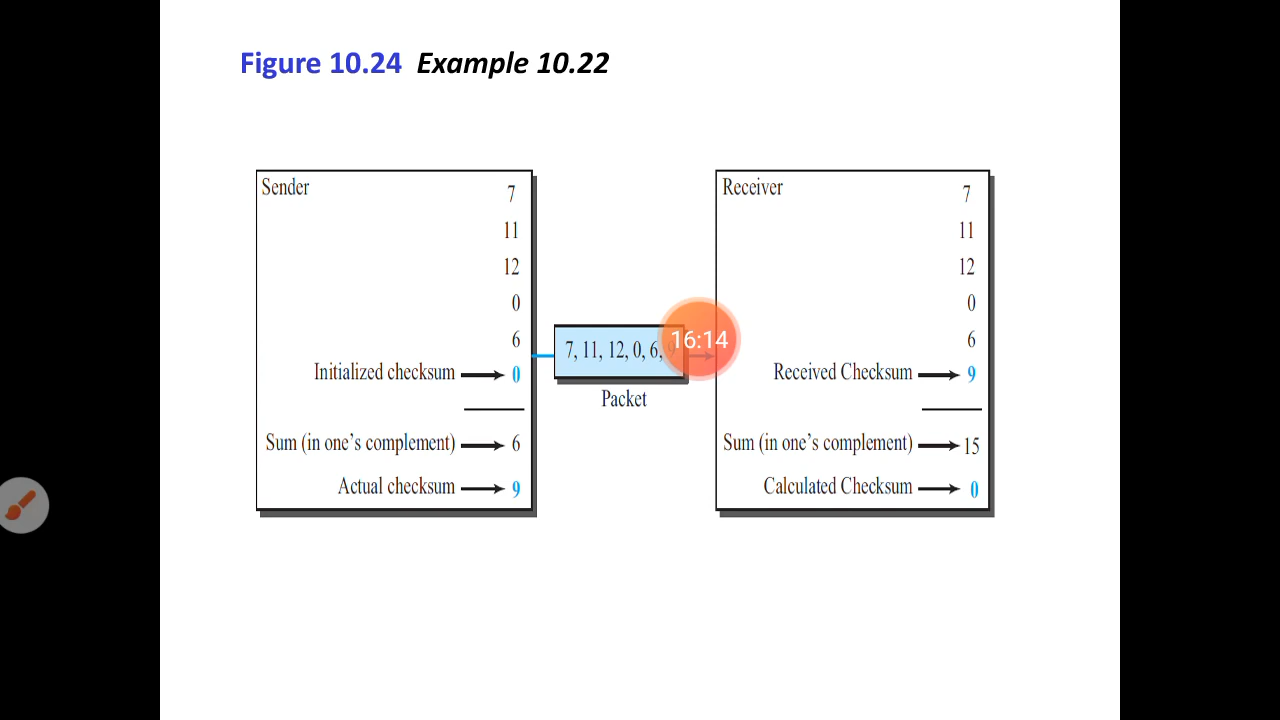 Figure 10.24 Example 10.22
Sender
7
11
12
0
6
Initialized checksum 0
Sum (in one's complement) 6
Actual checksum 9
7, 11, 12, 0, 6, 9
Packet
16:14
Receiver
7
11
12
0
6
Received Checksum 9
Sum (in one's complement) 15
Calculated Checksum 0